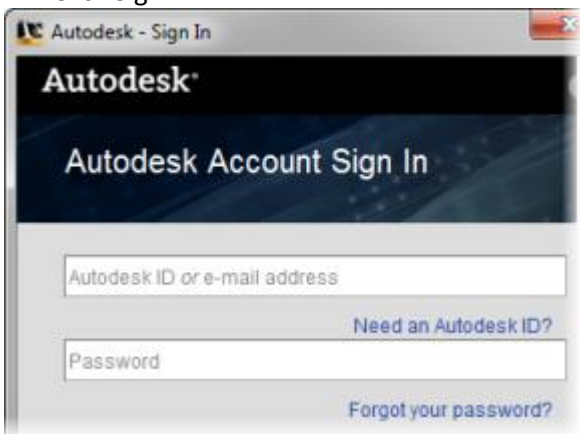 Autodesk - Sign In
Autodesk
Autodesk Account Sign In
Autodesk ID or e-mail address
Need an Autodesk ID?
Password
Forgot your password?